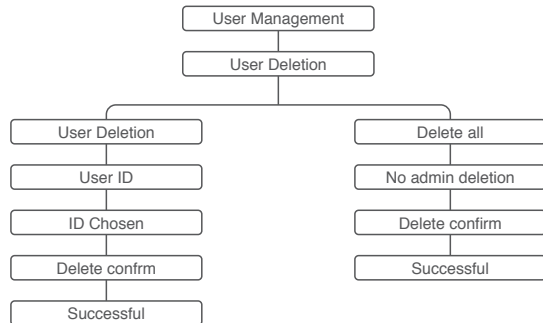 User Management
User Deletion
User Deletion
Delete all
User ID
No admin deletion
ID Chosen
Delete confirm
Delete confrm
Successful
Successful